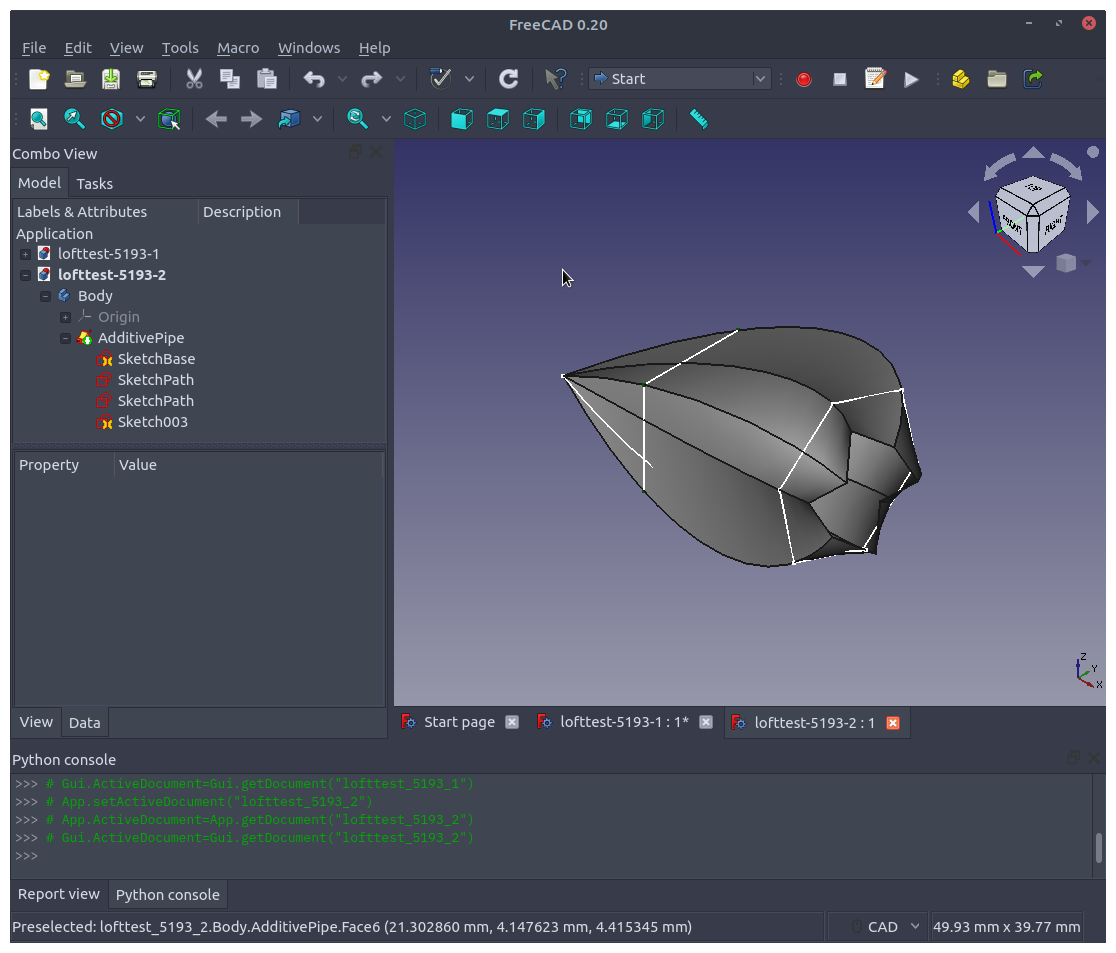 FreeCAD 0.20
File Edit View Tools Macro Windows Help
Start
Combo View
Model Tasks
Labels & Attributes Description
Application
lofttest-5193-1
lofttest-5193-2
Body
Origin
AdditivePipe
SketchBase
SketchPath
SketchPath
Sketch003
Property Value
View Data
TOP
FRONT RIGHT
Z
Y
X
Start page lofttest-5193-1 : 1* lofttest-5193-2 : 1
Python console
>>> # Gui.ActiveDocument=Gui.getDocument("lofttest_5193_1")
>>> # App.setActiveDocument("lofttest_5193_2")
>>> # App.ActiveDocument=App.getDocument("lofttest_5193_2")
>>> # Gui.ActiveDocument=Gui.getDocument("lofttest_5193_2")
>>>
Report view Python console
Preselected: lofttest_5193_2.Body.AdditivePipe.Face6 (21.302860 mm, 4.147623 mm, 4.415345 mm) CAD 49.93 mm x 39.77 mm